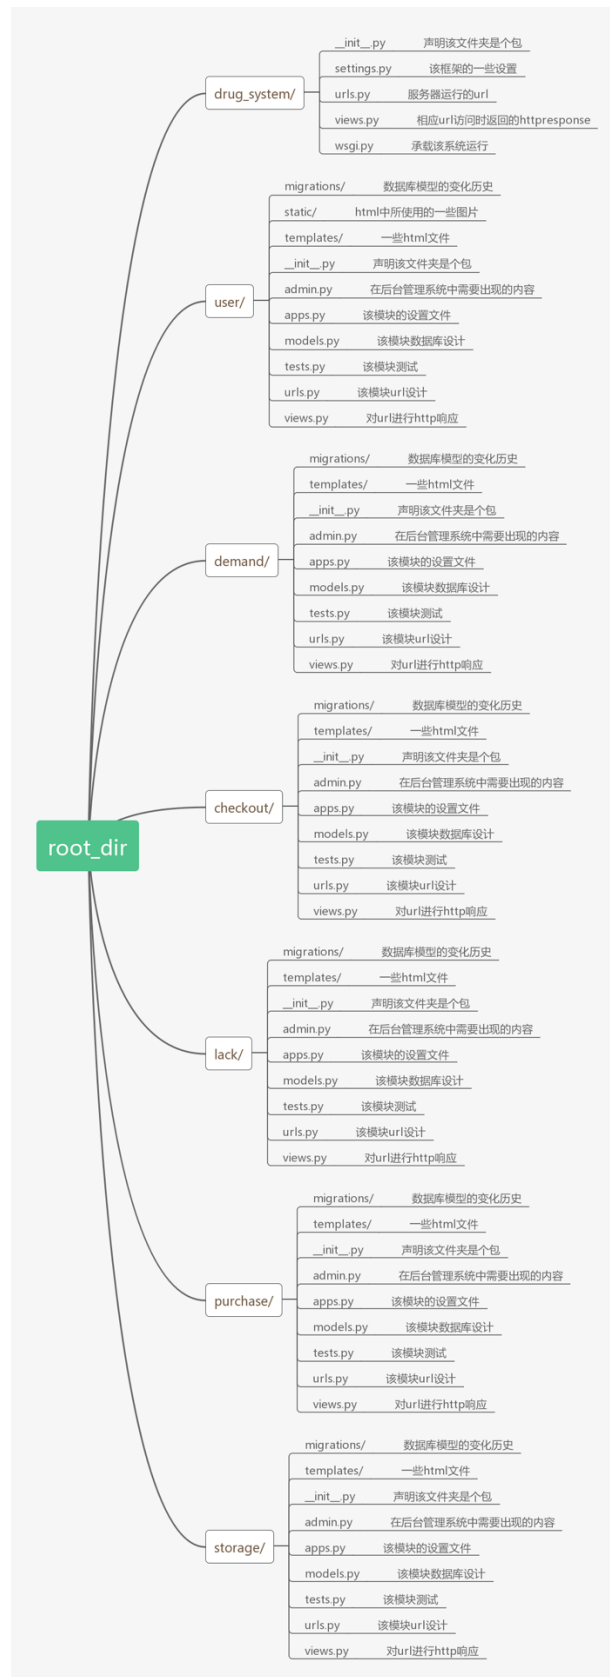 root_dir
drug_system/
__init__.py 声明该文件夹是个包
settings.py 该框架的一些设置
urls.py 服务器运行的url
views.py 相应url访问时返回的httpresponse
wsgi.py 承载该系统运行
user/
migrations/ 数据库模型的变化历史
static/ html中所使用的一些图片
templates/ 一些html文件
__init__.py 声明该文件夹是个包
admin.py 在后台管理系统中需要出现的内容
apps.py 该模块的设置文件
models.py 该模块数据库设计
tests.py 该模块测试
urls.py 该模块url设计
views.py 对url进行http响应
demand/
migrations/ 数据库模型的变化历史
templates/ 一些html文件
__init__.py 声明该文件夹是个包
admin.py 在后台管理系统中需要出现的内容
apps.py 该模块的设置文件
models.py 该模块数据库设计
tests.py 该模块测试
urls.py 该模块url设计
views.py 对url进行http响应
checkout/
migrations/ 数据库模型的变化历史
templates/ 一些html文件
__init__.py 声明该文件夹是个包
admin.py 在后台管理系统中需要出现的内容
apps.py 该模块的设置文件
models.py 该模块数据库设计
tests.py 该模块测试
urls.py 该模块url设计
views.py 对url进行http响应
lack/
migrations/ 数据库模型的变化历史
templates/ 一些html文件
__init__.py 声明该文件夹是个包
admin.py 在后台管理系统中需要出现的内容
apps.py 该模块的设置文件
models.py 该模块数据库设计
tests.py 该模块测试
urls.py 该模块url设计
views.py 对url进行http响应
purchase/
migrations/ 数据库模型的变化历史
templates/ 一些html文件
__init__.py 声明该文件夹是个包
admin.py 在后台管理系统中需要出现的内容
apps.py 该模块的设置文件
models.py 该模块数据库设计
tests.py 该模块测试
urls.py 该模块url设计
views.py 对url进行http响应
storage/
migrations/ 数据库模型的变化历史
templates/ 一些html文件
__init__.py 声明该文件夹是个包
admin.py 在后台管理系统中需要出现的内容
apps.py 该模块的设置文件
models.py 该模块数据库设计
tests.py 该模块测试
urls.py 该模块url设计
views.py 对url进行http响应